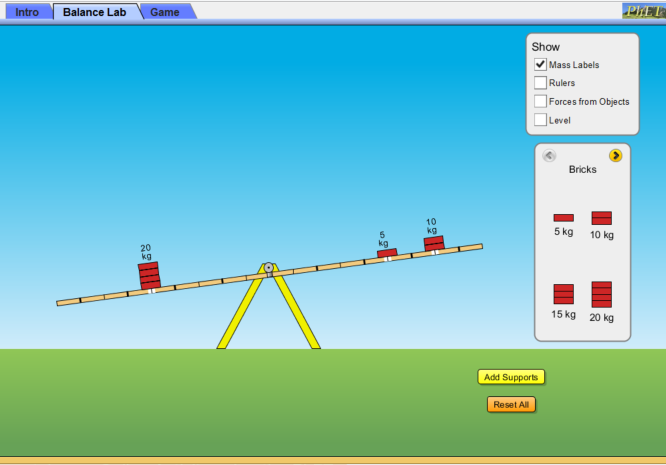 Intro
Balance Lab
Game
PhET
Show
Mass Labels
Rulers
Forces from Objects
Level
Bricks
5 kg
10 kg
15 kg
20 kg
20
kg
5
kg
10
kg
Add Supports
Reset All